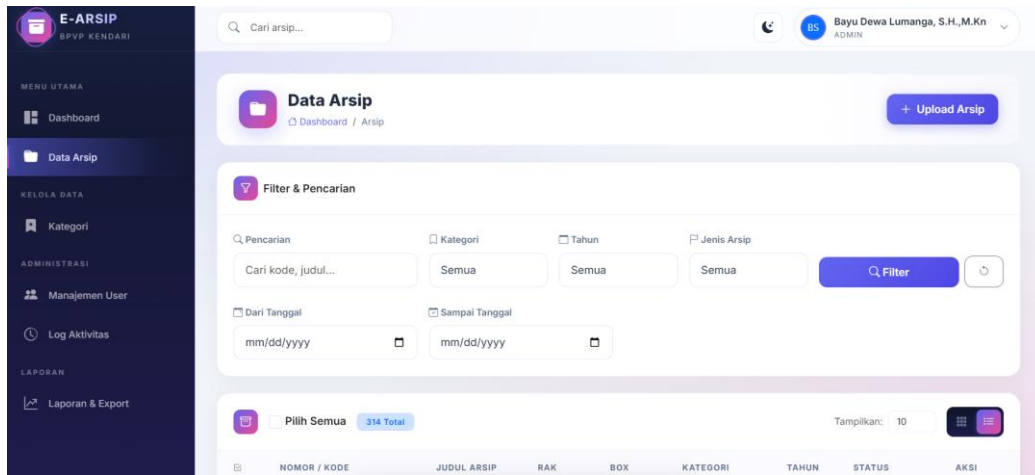 E-ARSIP
BPVP KENDARI
Cari arsip...
BS
Bayu Dewa Lumanga, S.H.,M.Kn
ADMIN
MENU UTAMA
Dashboard
Data Arsip
KELOLA DATA
Kategori
ADMINISTRASI
Manajemen User
Log Aktivitas
LAPORAN
Laporan & Export
Data Arsip
Dashboard / Arsip
+ Upload Arsip
Filter & Pencarian
Pencarian Kategori Tahun Jenis Arsip
Cari kode, judul... Semua Semua Semua Filter
Dari Tanggal Sampai Tanggal
mm/dd/yyyy mm/dd/yyyy
Pilih Semua 314 Total Tampilkan: 10
NOMOR / KODE JUDUL ARSIP RAK BOX KATEGORI TAHUN STATUS AKSI